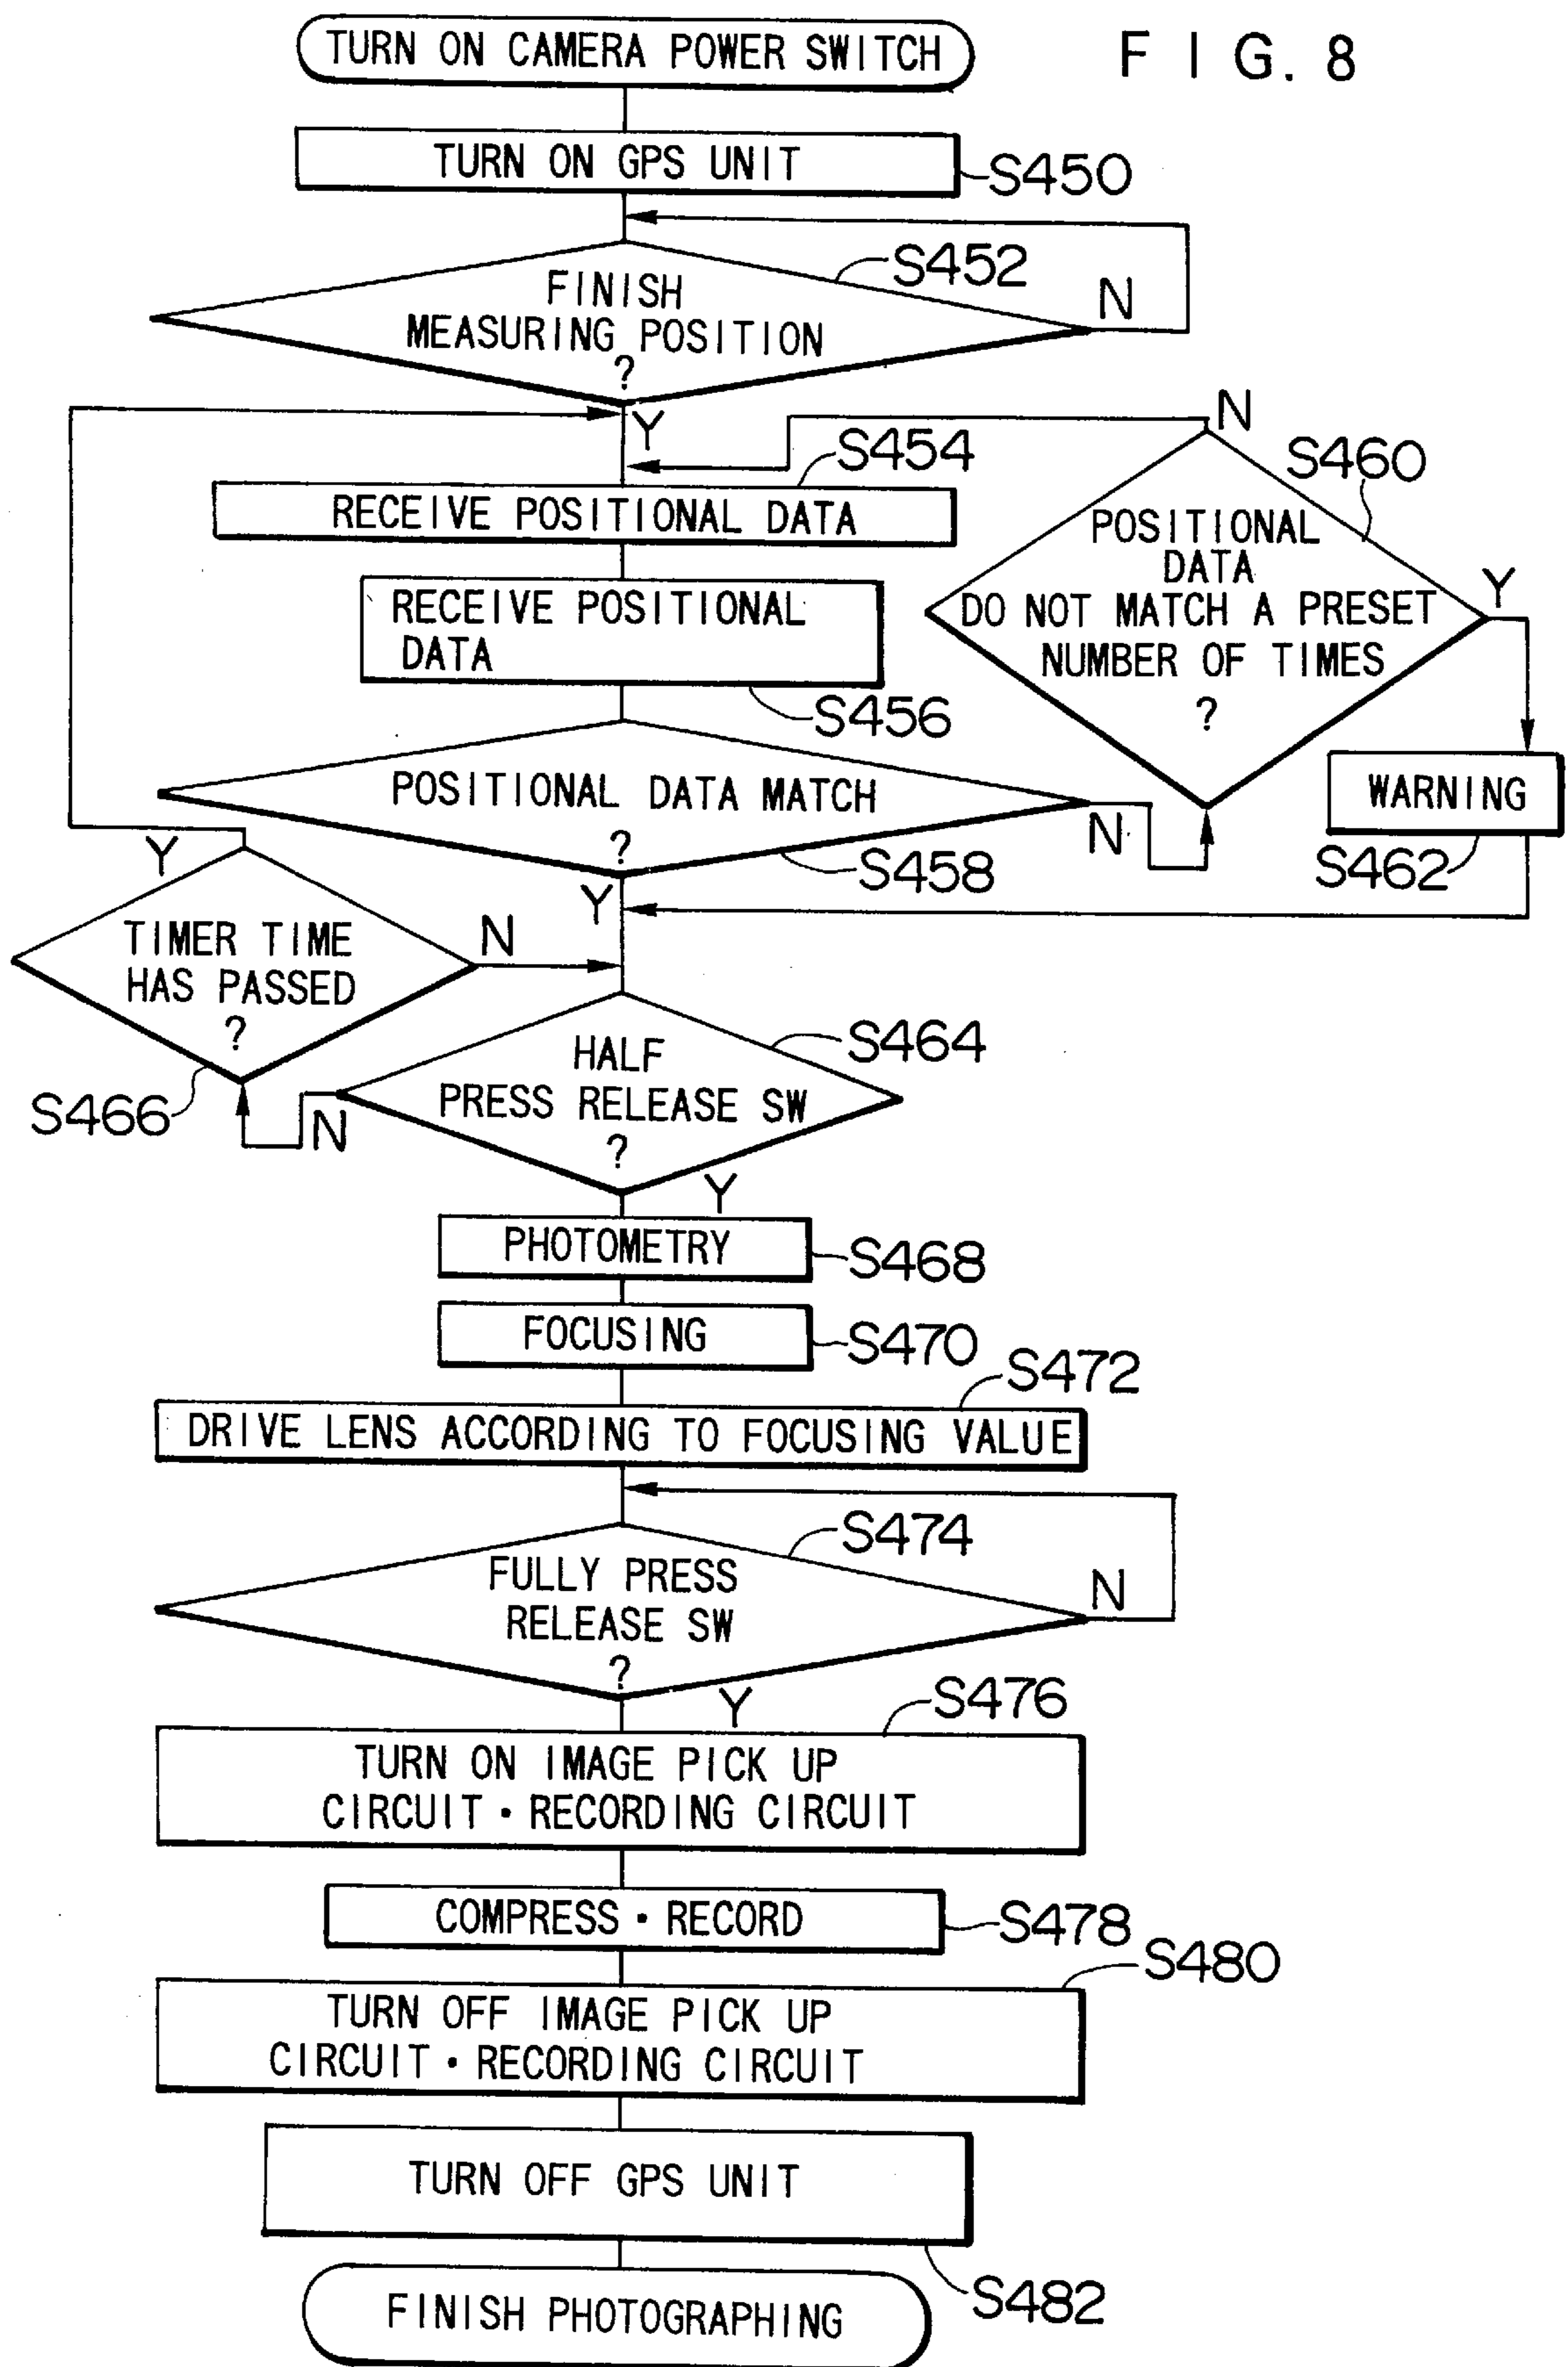 TURN ON CAMERA POWER SWITCH
FIG. 8
TURN ON GPS UNIT
S450
S452
FINISH
MEASURING POSITION
?
N
Y
N
S454
S460
RECEIVE POSITIONAL DATA
POSITIONAL
DATA
DO NOT MATCH A PRESET
NUMBER OF TIMES
?
Y
RECEIVE POSITIONAL
DATA
S456
POSITIONAL DATA MATCH
?
N
WARNING
S458
S462
Y
Y
TIMER TIME
HAS PASSED
?
N
S464
HALF
PRESS RELEASE SW
?
S466
N
Y
PHOTOMETRY
S468
FOCUSING
S470
S472
DRIVE LENS ACCORDING TO FOCUSING VALUE
S474
FULLY PRESS
RELEASE SW
?
N
Y
S476
TURN ON IMAGE PICK UP
CIRCUIT・RECORDING CIRCUIT
COMPRESS・RECORD
S478
S480
TURN OFF IMAGE PICK UP
CIRCUIT・RECORDING CIRCUIT
TURN OFF GPS UNIT
S482
FINISH PHOTOGRAPHING